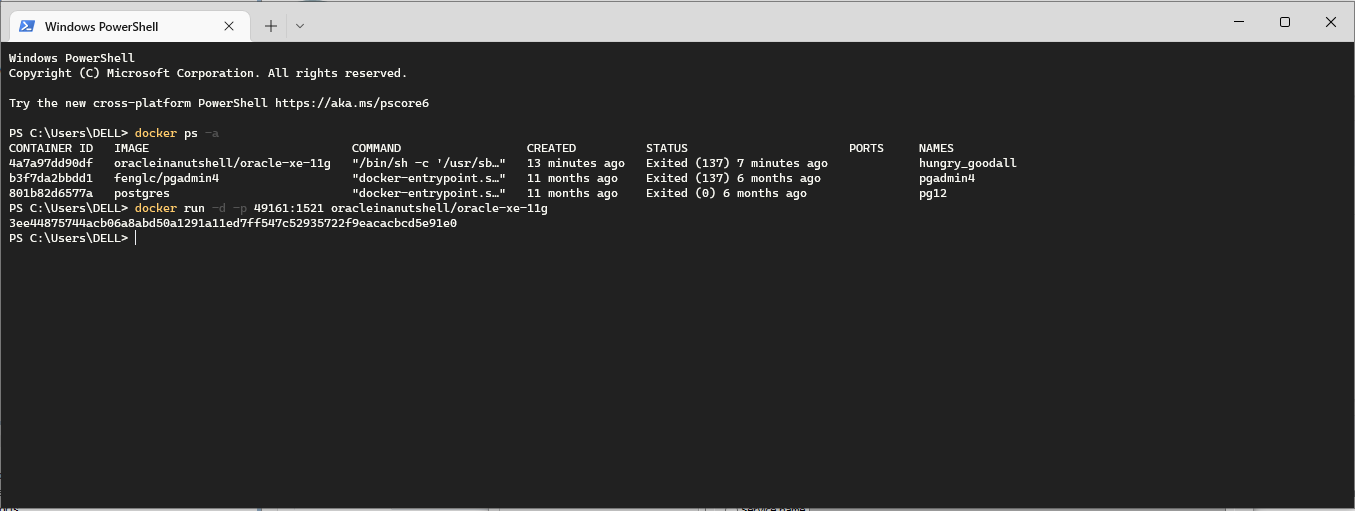 Windows PowerShell
Windows PowerShell
Copyright (C) Microsoft Corporation. All rights reserved.
Try the new cross-platform PowerShell https://aka.ms/pscore6
PS C:\Users\DELL> docker ps -a
CONTAINER ID   IMAGE                              COMMAND                  CREATED          STATUS                       PORTS     NAMES
4a7a97dd90df   oracleinanutshell/oracle-xe-11g   "/bin/sh -c '/usr/sb…"   13 minutes ago   Exited (137) 7 minutes ago             hungry_goodall
b3f7da2bbdd1   fenglc/pgadmin4                   "docker-entrypoint.s…"   11 months ago    Exited (137) 6 months ago              pgadmin4
801b82d6577a   postgres                          "docker-entrypoint.s…"   11 months ago    Exited (0) 6 months ago                pg12
PS C:\Users\DELL> docker run -d -p 49161:1521 oracleinanutshell/oracle-xe-11g
3ee44875744acb06a8abd50a1291a11ed7ff547c52935722f9eacacbcd5e91e0
PS C:\Users\DELL>
Service name